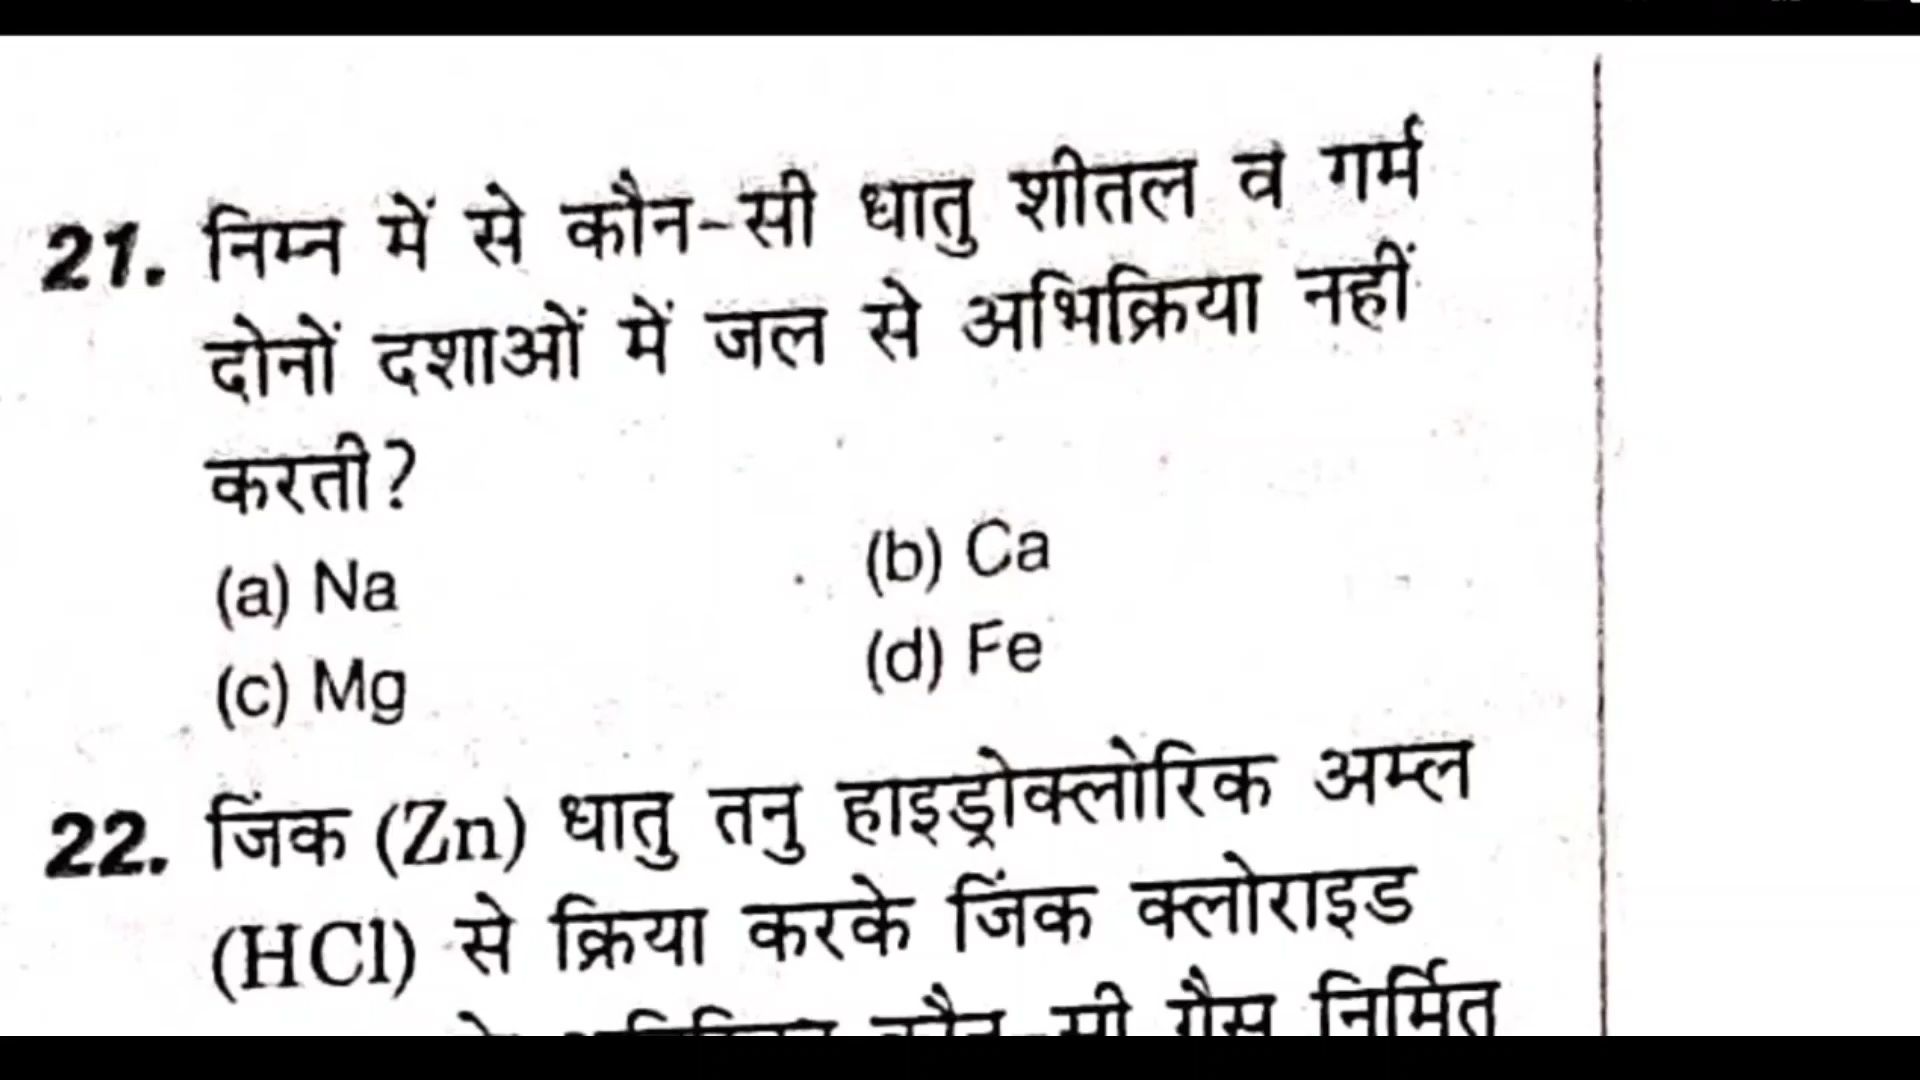 21. निम्न में से कौन-सी धातु शीतल व गर्म
दोनों दशाओं में जल से अभिक्रिया नहीं
करती?
(a) Na (b) Ca
(c) Mg (d) Fe
22. जिंक (Zn) धातु तनु हाइड्रोक्लोरिक अम्ल
(HCl) से क्रिया करके जिंक क्लोराइड
कौन-सी गैस निर्मित